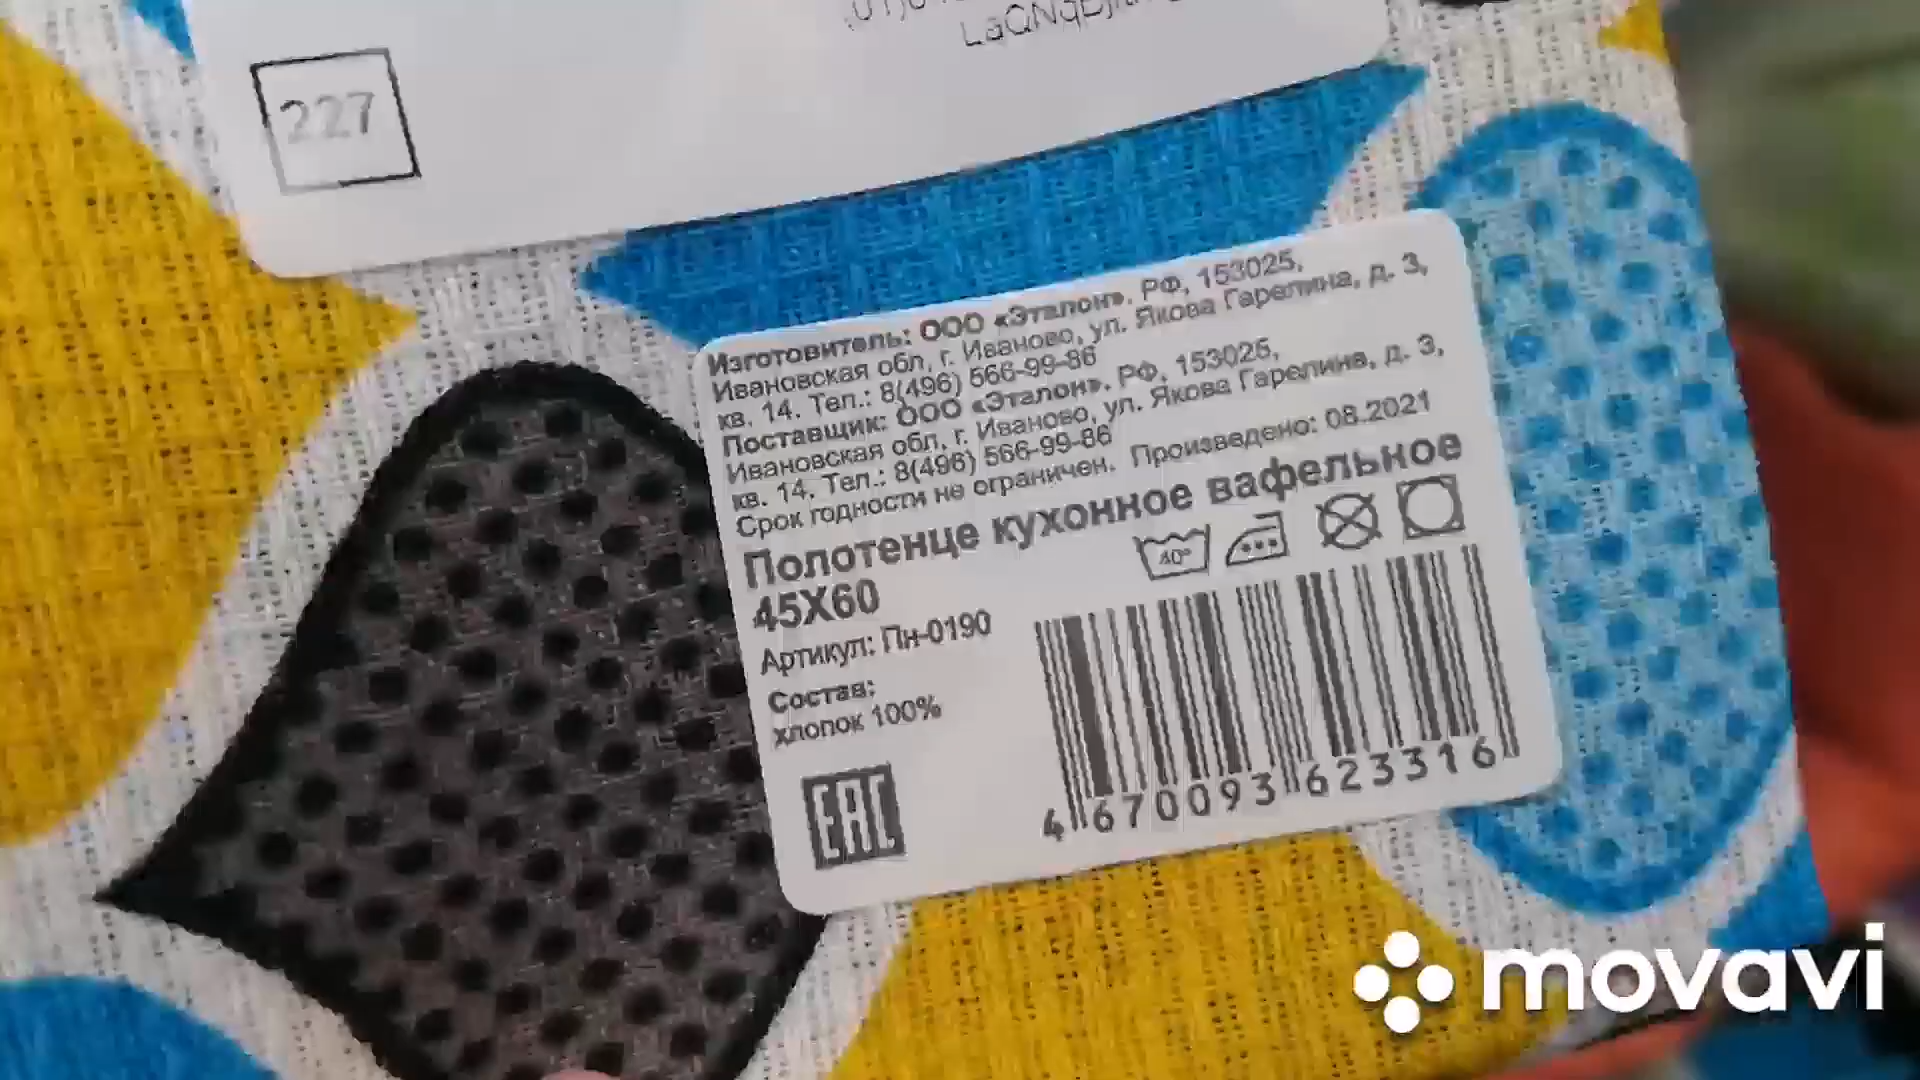 227
Изготовитель: ООО «Эталон». РФ, 153025,
Ивановская обл, г. Иваново, ул. Якова Гарелина, д. 3,
кв. 14. Тел.: 8(496) 566-99-86
Поставщик: ООО «Эталон». РФ, 153025,
Ивановская обл, г. Иваново, ул. Якова Гарелина, д. 3,
кв. 14. Тел.: 8(496) 566-99-86
Срок годности не ограничен. Произведено: 08.2021
Полотенце кухонное вафельное
45X60
40°
Артикул: Пн-0190
Состав:
хлопок 100%
EAC
4 670093 623316
movavi